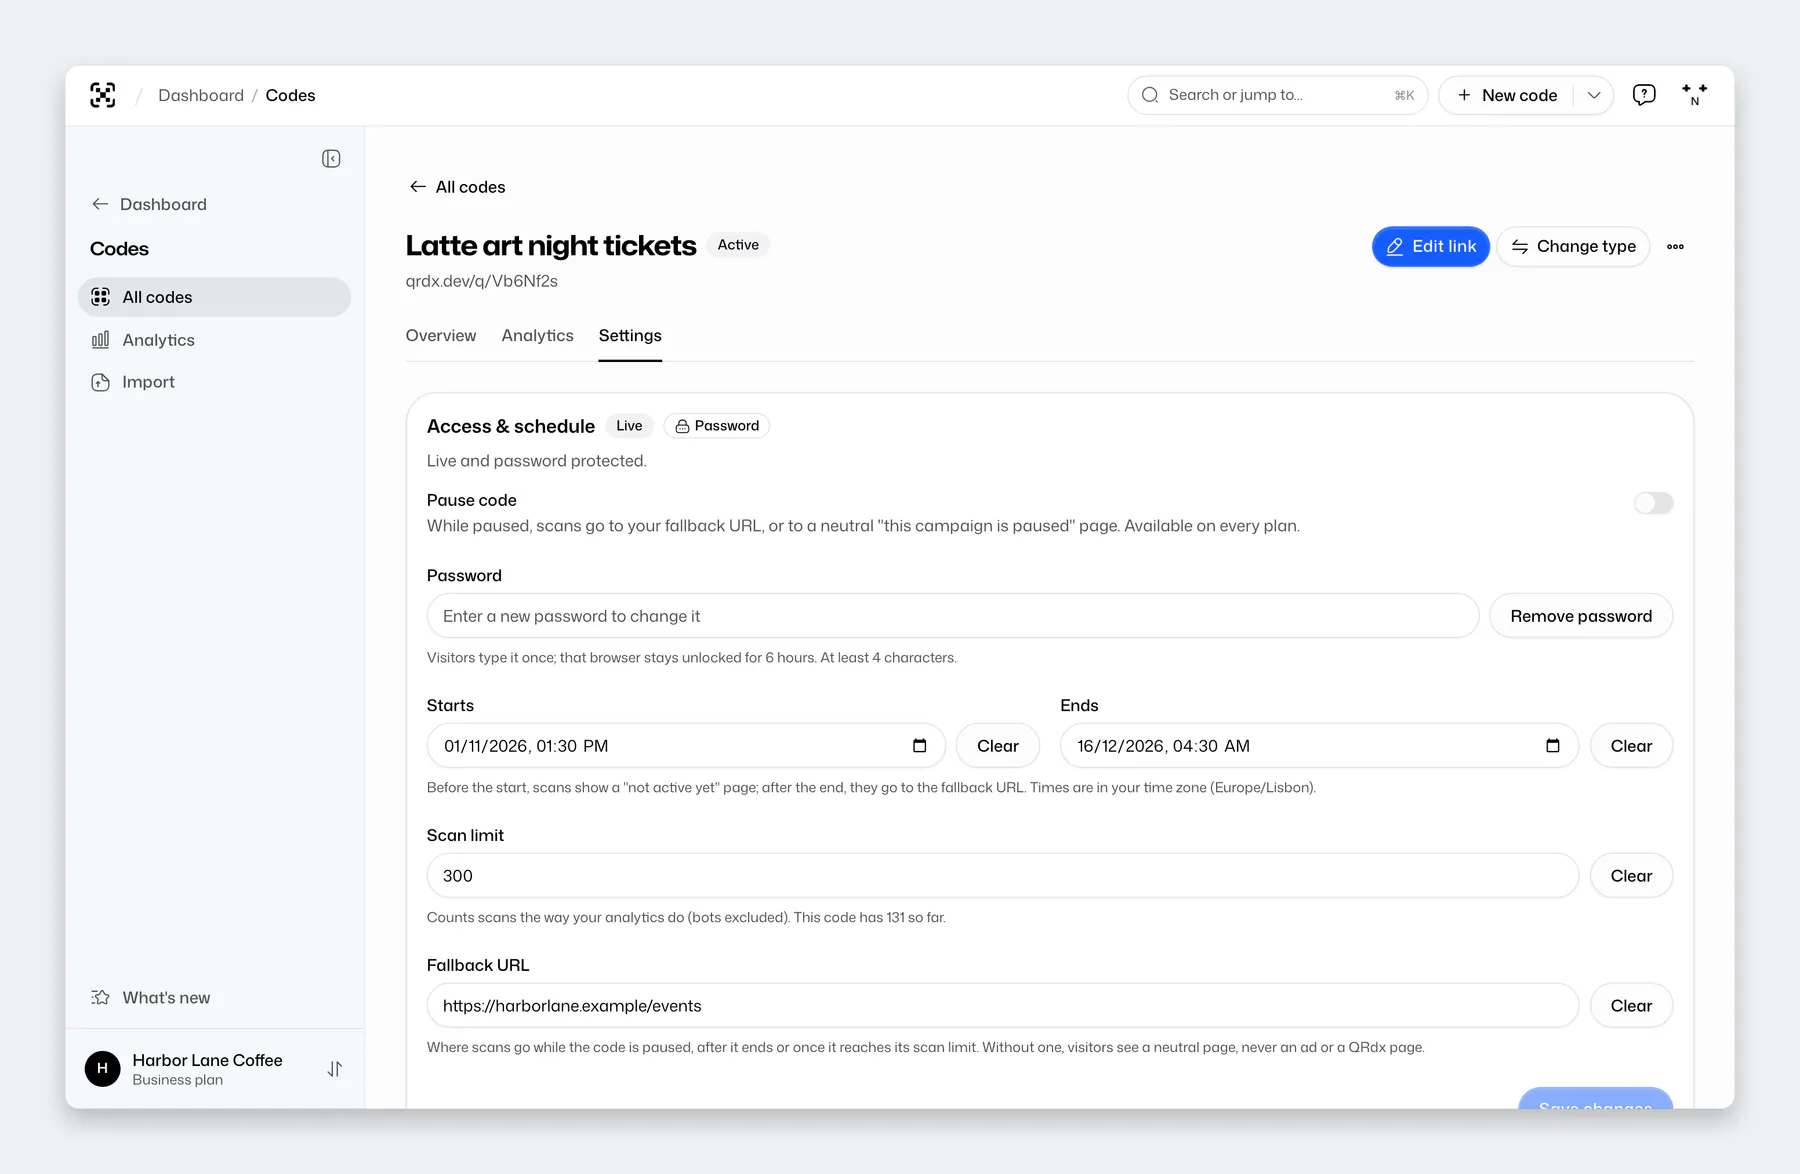 Dashboard / Codes
Search or jump to... ⌘K
+ New code
N
Dashboard
Codes
All codes
Analytics
Import
What's new
H
Harbor Lane Coffee
Business plan
All codes
Latte art night tickets Active
qrdx.dev/q/Vb6Nf2s
Edit link
Change type
Overview Analytics Settings
Access & schedule Live Password
Live and password protected.
Pause code
While paused, scans go to your fallback URL, or to a neutral "this campaign is paused" page. Available on every plan.
Password
Enter a new password to change it
Remove password
Visitors type it once; that browser stays unlocked for 6 hours. At least 4 characters.
Starts
01/11/2026, 01:30 PM
Clear
Ends
16/12/2026, 04:30 AM
Clear
Before the start, scans show a "not active yet" page; after the end, they go to the fallback URL. Times are in your time zone (Europe/Lisbon).
Scan limit
300
Clear
Counts scans the way your analytics do (bots excluded). This code has 131 so far.
Fallback URL
https://harborlane.example/events
Clear
Where scans go while the code is paused, after it ends or once it reaches its scan limit. Without one, visitors see a neutral page, never an ad or a QRdx page.
Save changes